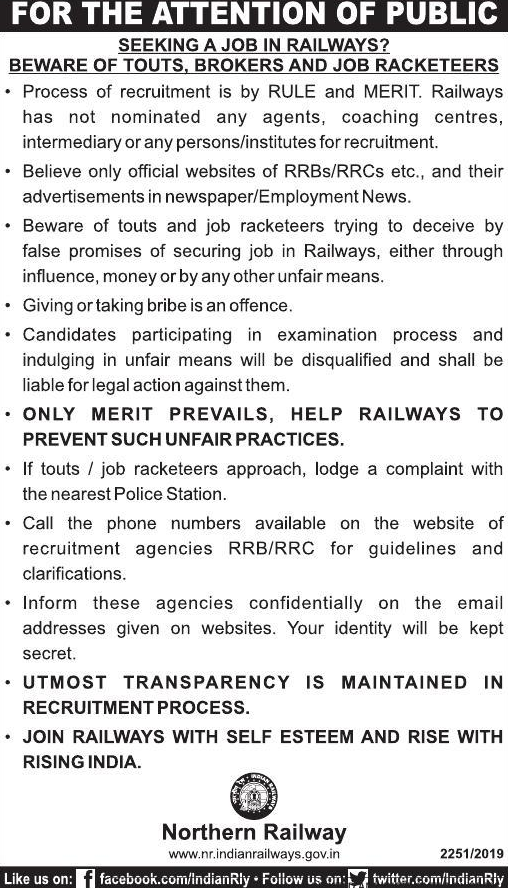 FOR THE ATTENTION OF PUBLIC
SEEKING A JOB IN RAILWAYS?
BEWARE OF TOUTS, BROKERS AND JOB RACKETEERS
• Process of recruitment is by RULE and MERIT. Railways
has not nominated any agents, coaching centres,
intermediary or any persons/institutes for recruitment.
• Believe only official websites of RRBs/RRCs etc., and their
advertisements in newspaper/Employment News.
• Beware of touts and job racketeers trying to deceive by
false promises of securing job in Railways, either through
influence, money or by any other unfair means.
• Giving or taking bribe is an offence.
• Candidates participating in examination process and
indulging in unfair means will be disqualified and shall be
liable for legal action against them.
• ONLY MERIT PREVAILS, HELP RAILWAYS TO
PREVENT SUCH UNFAIR PRACTICES.
• If touts / job racketeers approach, lodge a complaint with
the nearest Police Station.
• Call the phone numbers available on the website of
recruitment agencies RRB/RRC for guidelines and
clarifications.
• Inform these agencies confidentially on the email
addresses given on websites. Your identity will be kept
secret.
• UTMOST TRANSPARENCY IS MAINTAINED IN
RECRUITMENT PROCESS.
• JOIN RAILWAYS WITH SELF ESTEEM AND RISE WITH
RISING INDIA.
INDIAN RAILWAYS
Northern Railway
www.nr.indianrailways.gov.in
2251/2019
Like us on: facebook.com/IndianRly • Follow us on: twitter.com/IndianRly